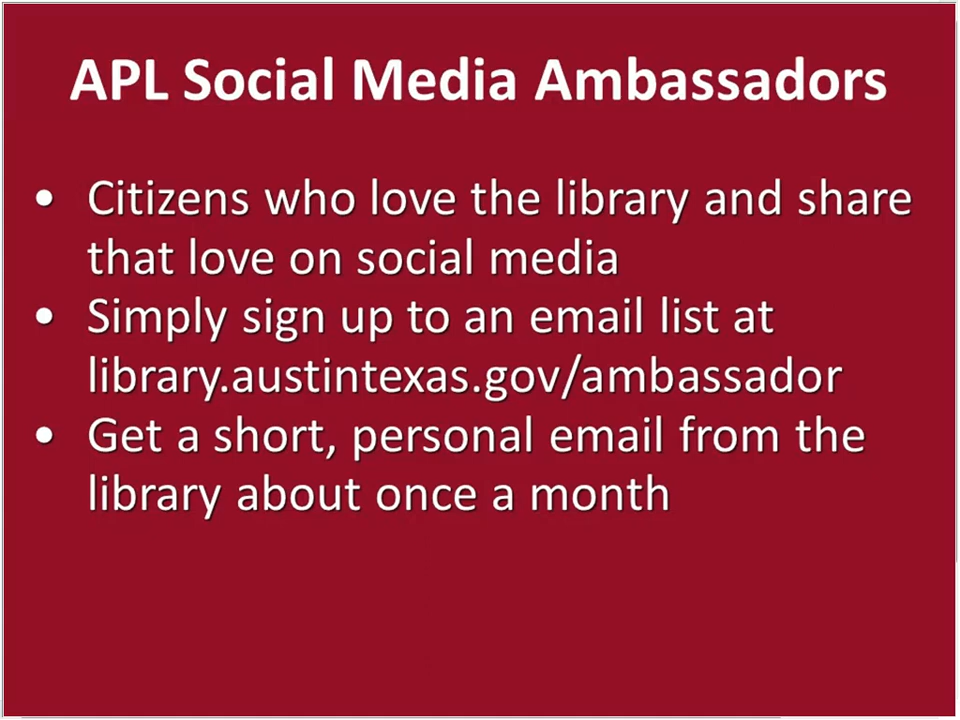 APL Social Media Ambassadors
• Citizens who love the library and share
that love on social media
• Simply sign up to an email list at
library.austintexas.gov/ambassador
• Get a short, personal email from the
library about once a month